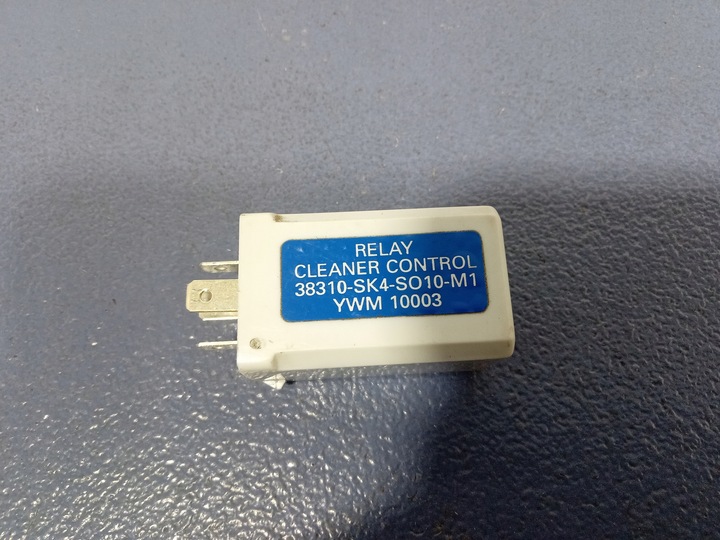 RELAY
CLEANER CONTROL
38310-SK4-SO10-M1
YWM 10003